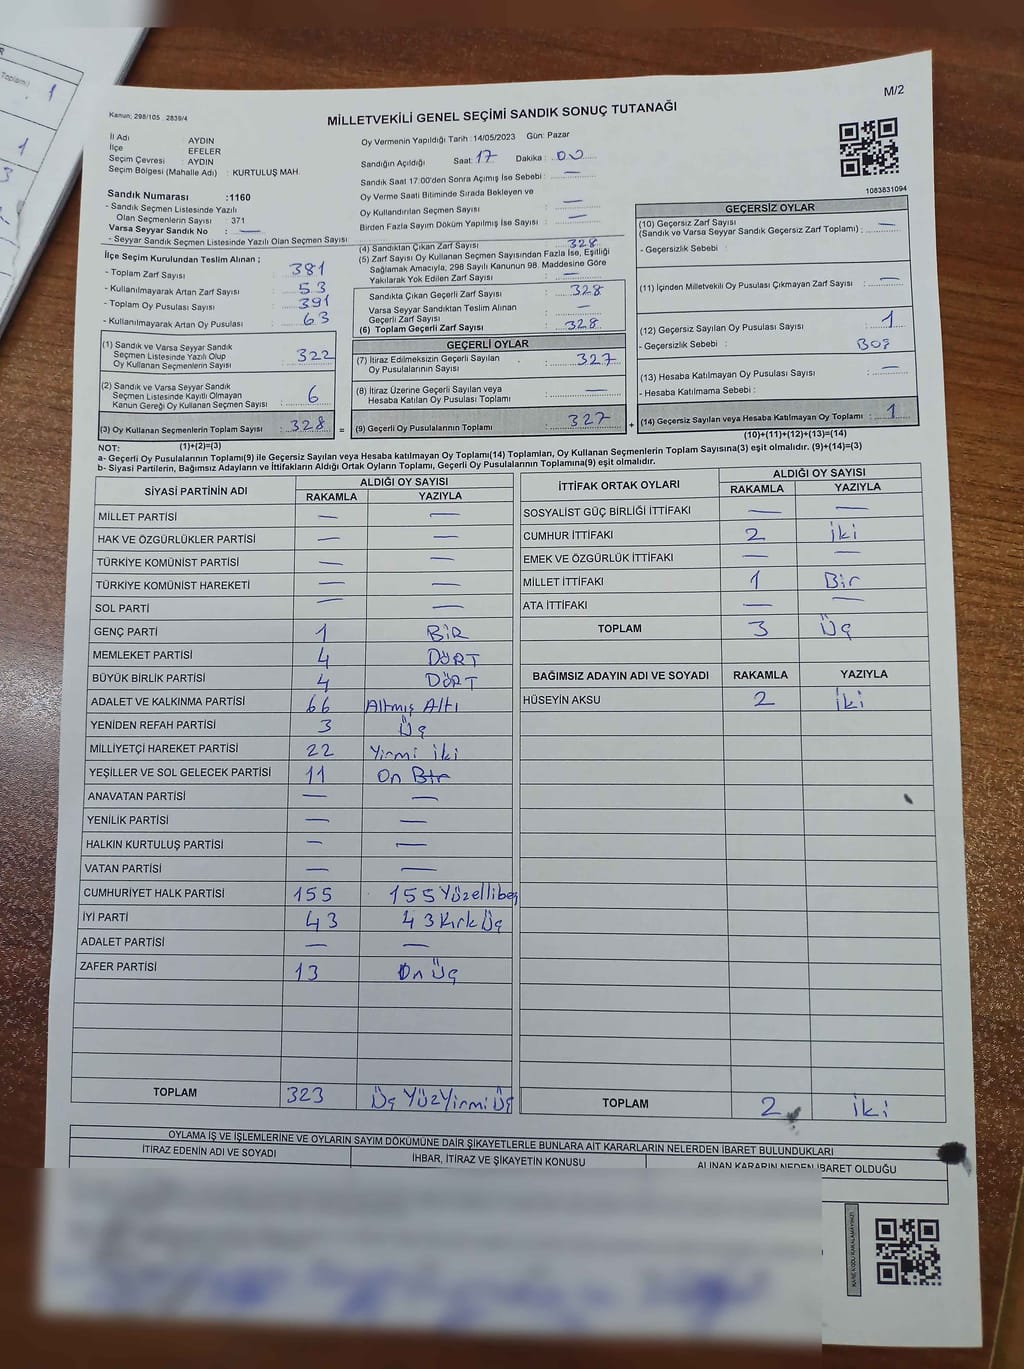 M/2
Kanun: 298/105 2839/4
MİLLETVEKİLİ GENEL SEÇİMİ SANDIK SONUÇ TUTANAĞI
İl Adı : AYDIN
İlçe : EFELER
Seçim Çevresi : AYDIN
Seçim Bölgesi (Mahalle Adı) : KURTULUŞ MAH.
Sandık Numarası :1160
- Sandık Seçmen Listesinde Yazılı
Olan Seçmenlerin Sayısı : 371
Varsa Seyyar Sandık No : —
- Seyyar Sandık Seçmen Listesinde Yazılı Olan Seçmen Sayısı
İlçe Seçim Kurulundan Teslim Alınan ;
- Toplam Zarf Sayısı : 381
- Kullanılmayarak Artan Zarf Sayısı : 53
- Toplam Oy Pusulası Sayısı : 391
- Kullanılmayarak Artan Oy Pusulası : 63
(1) Sandık ve Varsa Seyyar Sandık
Seçmen Listesinde Yazılı Olup
Oy Kullanan Seçmenlerin Sayısı : 322
(2) Sandık ve Varsa Seyyar Sandık
Seçmen Listesinde Kayıtlı Olmayan
Kanun Gereği Oy Kullanan Seçmen Sayısı : 6
(3) Oy Kullanan Seçmenlerin Toplam Sayısı : 328
(1)+(2)=(3)
Oy Vermenin Yapıldığı Tarih : 14/05/2023 Gün: Pazar
Sandığın Açıldığı Saat: 17 Dakika : 00
Sandık Saat 17:00'den Sonra Açımış İse Sebebi : —
Oy Verme Saati Bitiminde Sırada Bekleyen ve
Oy Kullandırılan Seçmen Sayısı : —
Birden Fazla Sayım Döküm Yapılmış İse Sayısı : —
(4) Sandıktan Çıkan Zarf Sayısı : 328
(5) Zarf Sayısı Oy Kullanan Seçmen Sayısından Fazla İse, Eşitliği
Sağlamak Amacıyla, 298 Sayılı Kanunun 98. Maddesine Göre
Yakılarak Yok Edilen Zarf Sayısı : —
Sandıkta Çıkan Geçerli Zarf Sayısı : 328
Varsa Seyyar Sandıktan Teslim Alınan
Geçerli Zarf Sayısı : —
(6) Toplam Geçerli Zarf Sayısı : 328
GEÇERLİ OYLAR
(7) İtiraz Edilmeksizin Geçerli Sayılan
Oy Pusulalarının Sayısı : 327
(8) İtiraz Üzerine Geçerli Sayılan veya
Hesaba Katılan Oy Pusulası Toplamı : —
= (9) Geçerli Oy Pusulalarının Toplamı : 327 +
1083831094
GEÇERSİZ OYLAR
(10) Geçersiz Zarf Sayısı
(Sandık ve Varsa Seyyar Sandık Geçersiz Zarf Toplamı) : —
- Geçersizlik Sebebi :
(11) İçinden Milletvekili Oy Pusulası Çıkmayan Zarf Sayısı : —
(12) Geçersiz Sayılan Oy Pusulası Sayısı : 1
- Geçersizlik Sebebi : BOŞ
(13) Hesaba Katılmayan Oy Pusulası Sayısı : —
- Hesaba Katılmama Sebebi :
(14) Geçersiz Sayılan veya Hesaba Katılmayan Oy Toplamı : 1
(10)+(11)+(12)+(13)=(14)
NOT:
a- Geçerli Oy Pusulalarının Toplamı(9) ile Geçersiz Sayılan veya Hesaba Katılmayan oy Toplamı(14) Toplamları, Oy Kullanan Seçmenlerin Toplam Sayısına(3) eşit olmalıdır. (9)+(14)=(3)
b- Siyasi Partilerin, Bağımsız Adayların ve İttifakların Aldığı Ortak Oyların Toplamı, Geçerli Oy Pusulalarının Toplamına(9) eşit olmalıdır.
SİYASİ PARTİNİN ADI ALDIĞI OY SAYISI
RAKAMLA YAZIYLA
MİLLET PARTİSİ — —
HAK VE ÖZGÜRLÜKLER PARTİSİ — —
TÜRKİYE KOMÜNİST PARTİSİ — —
TÜRKİYE KOMÜNİST HAREKETİ — —
SOL PARTİ — —
GENÇ PARTİ 1 BİR
MEMLEKET PARTİSİ 4 DÖRT
BÜYÜK BİRLİK PARTİSİ 4 DÖRT
ADALET VE KALKINMA PARTİSİ 66 Altmış Altı
YENİDEN REFAH PARTİSİ 3 Üç
MİLLİYETÇİ HAREKET PARTİSİ 22 Yirmi iki
YEŞİLLER VE SOL GELECEK PARTİSİ 11 On Bir
ANAVATAN PARTİSİ — —
YENİLİK PARTİSİ — —
HALKIN KURTULUŞ PARTİSİ — —
VATAN PARTİSİ — —
CUMHURİYET HALK PARTİSİ 155 155 Yüzellibeş
İYİ PARTİ 43 43 Kırk Üç
ADALET PARTİSİ — —
ZAFER PARTİSİ 13 On Üç
TOPLAM 323 Üç YÜZ Yirmi Üç
İTTİFAK ORTAK OYLARI ALDIĞI OY SAYISI
RAKAMLA YAZIYLA
SOSYALİST GÜÇ BİRLİĞİ İTTİFAKI — —
CUMHUR İTTİFAKI 2 iki
EMEK VE ÖZGÜRLÜK İTTİFAKI — —
MİLLET İTTİFAKI 1 Bir
ATA İTTİFAKI — —
TOPLAM 3 Üç
BAĞIMSIZ ADAYIN ADI VE SOYADI RAKAMLA YAZIYLA
HÜSEYİN AKSU 2 iki
TOPLAM 2 iki
OYLAMA İŞ VE İŞLEMLERİNE VE OYLARIN SAYIM DÖKÜMÜNE DAİR ŞİKAYETLERLE BUNLARA AİT KARARLARIN NELERDEN İBARET BULUNDUKLARI
İTİRAZ EDENİN ADI VE SOYADI İHBAR, İTİRAZ VE ŞİKAYETİN KONUSU ALINAN KARARIN NEDEN İBARET OLDUĞU